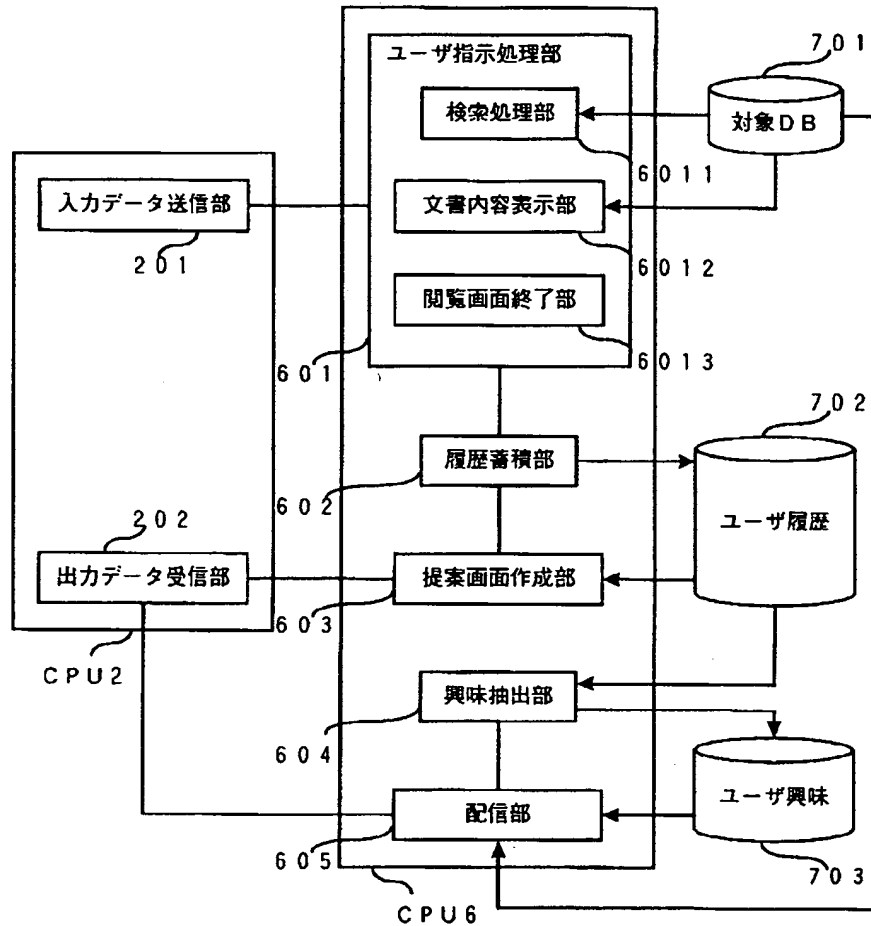 ユーザ指示処理部
検索処理部
6011
文書内容表示部
6012
閲覧画面終了部
6013
601
701
対象DB
入力データ送信部
201
履歴蓄積部
602
702
ユーザ履歴
202
出力データ受信部
提案画面作成部
603
CPU2
興味抽出部
604
ユーザ興味
703
配信部
605
CPU6